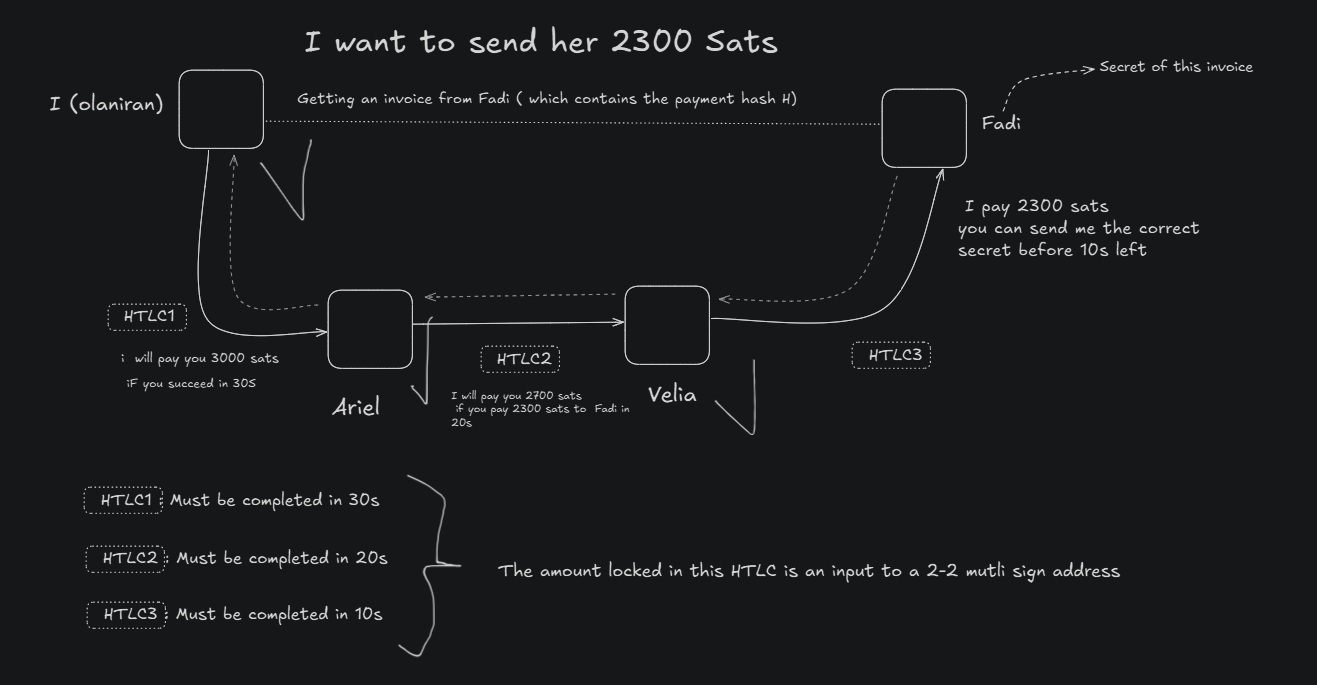 I want to send her 2300 Sats
Secret of this invoice
I (olaniran)
Getting an invoice from Fadi ( which contains the payment hash H)
Fadi
I pay 2300 sats
you can send me the correct
secret before 10s left
HTLC1
i will pay you 3000 sats
iF you succeed in 30S
HTLC2
I will pay you 2700 sats
if you pay 2300 sats to Fadi in
20s
HTLC3
Ariel
Velia
HTLC1 : Must be completed in 30s
HTLC2 : Must be completed in 20s
HTLC3 : Must be completed in 10s
The amount locked in this HTLC is an input to a 2-2 mutli sign address